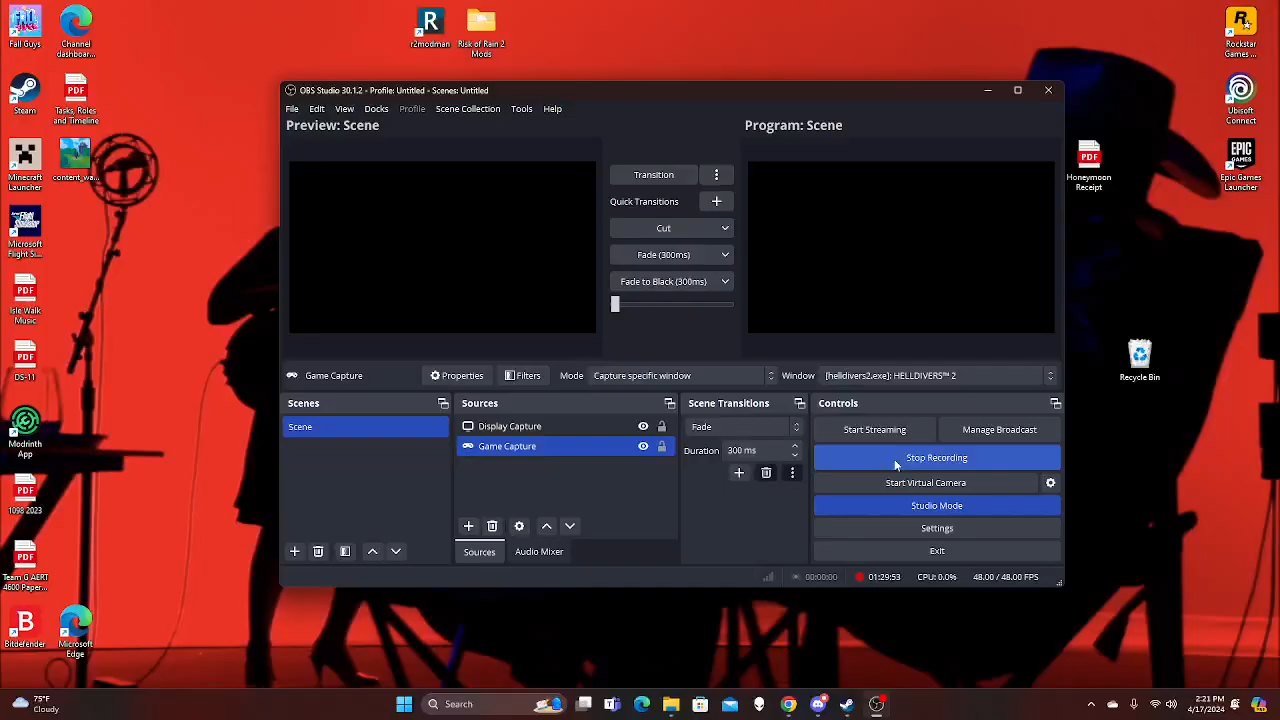 Fall Guys
Channel
dashboar...
r2modman
Risk of Rain 2
Mods
Rockstar
Games ...
Steam
Tasks, Roles
and Timeline
Ubisoft
Connect
Minecraft
Launcher
content_wa...
Honeymoon
Receipt
Epic Games
Launcher
Microsoft
Flight Si...
Isle Walk
Music
DS-11
Recycle Bin
Modrinth
App
1098 2023
Team G AERT
4600 Paper...
Bitdefender
Microsoft
Edge
OBS Studio 30.1.2 - Profile: Untitled - Scenes: Untitled
File Edit View Docks Profile Scene Collection Tools Help
Preview: Scene
Program: Scene
Transition
Quick Transitions
Cut
Fade (300ms)
Fade to Black (300ms)
Game Capture
Properties
Filters
Mode
Capture specific window
Window
[helldivers2.exe]: HELLDIVERS™ 2
Scenes
Sources
Scene Transitions
Controls
Scene
Display Capture
Game Capture
Fade
Duration 300 ms
Start Streaming
Manage Broadcast
Stop Recording
Start Virtual Camera
Studio Mode
Settings
Exit
Sources
Audio Mixer
00:00:00
01:29:53
CPU: 0.0%
48.00 / 48.00 FPS
75°F
Cloudy
Search
2:21 PM
4/17/2024